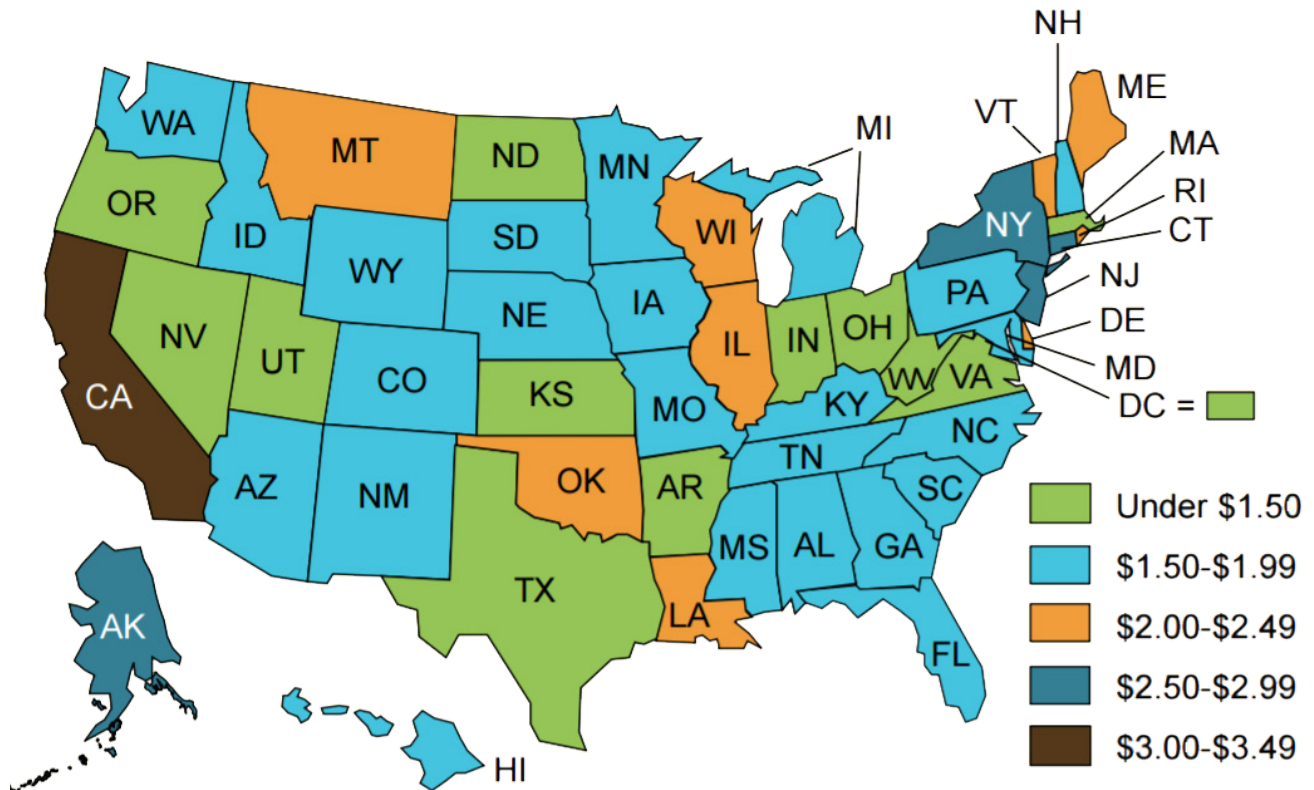 NH
ME
VT
MI
MA
WA
MT
ND
MN
RI
OR
ID
SD
WI
NY
CT
WY
NJ
IA
PA
NE
DE
NV
IL
IN
OH
UT
CO
MD
CA
KS
MO
WV
VA
KY
DC =
NC
TN
AZ
NM
OK
AR
SC
Under $1.50
MS
AL
GA
$1.50-$1.99
TX
LA
$2.00-$2.49
AK
FL
$2.50-$2.99
HI
$3.00-$3.49